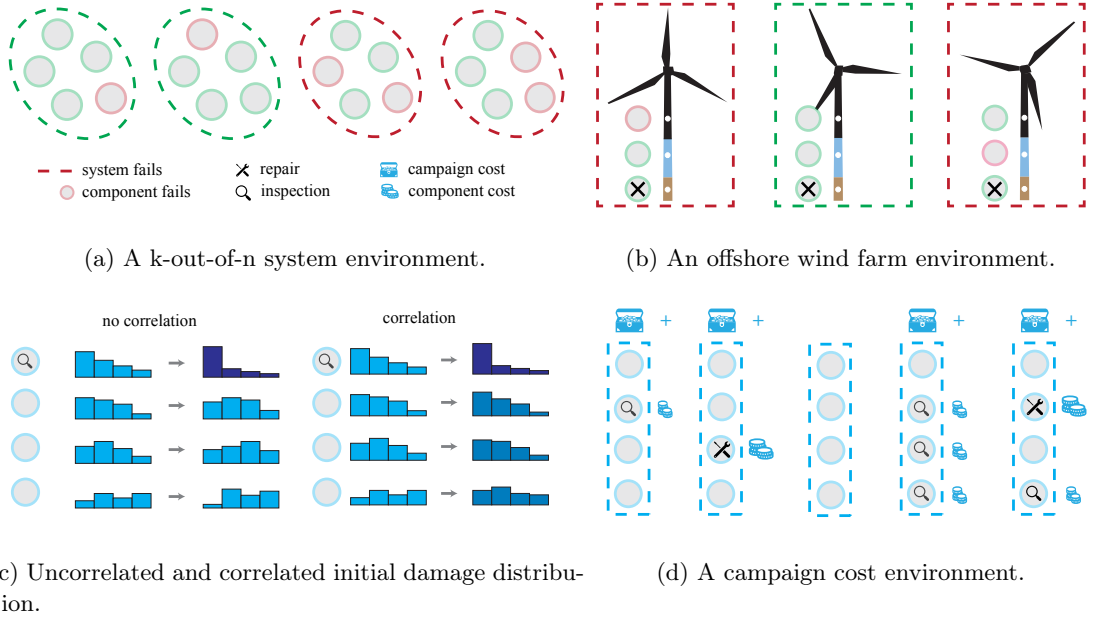 system fails
component fails
repair
inspection
campaign cost
component cost
(a) A k-out-of-n system environment.
(b) An offshore wind farm environment.
no correlation
correlation
+
+
+
+
c) Uncorrelated and correlated initial damage distribu-
ion.
(d) A campaign cost environment.